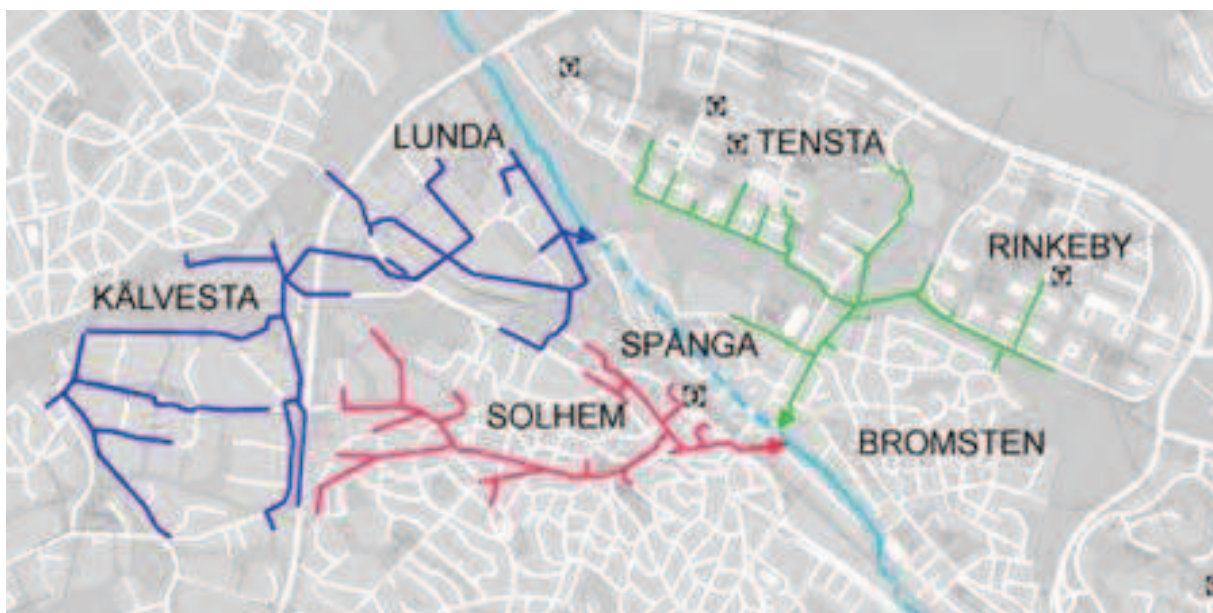 LUNDA
TENSTA
RINKEBY
KÄLVESTA
SPÅNGA
SOLHEM
BROMSTEN